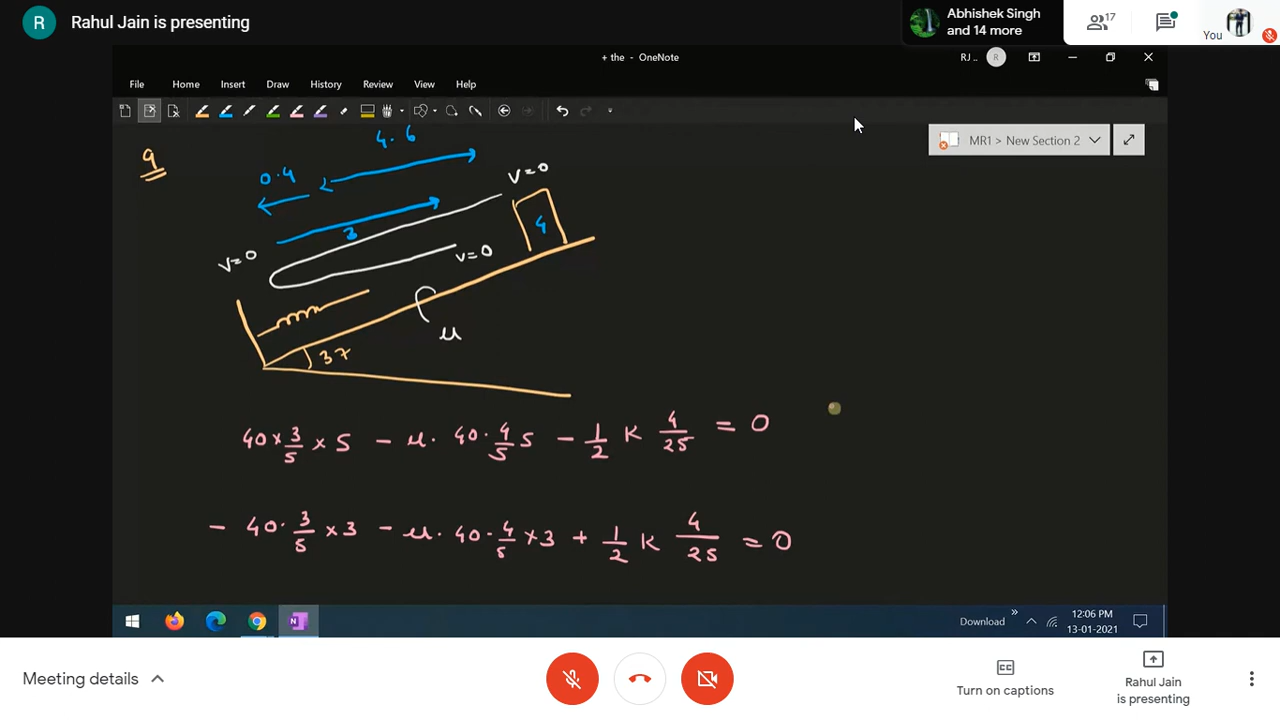 R Rahul Jain is presenting
Abhishek Singh
and 14 more
17
You
+ the - OneNote
RJ ..
R
File Home Insert Draw History Review View Help
MR1 > New Section 2
9
4.6
0.4
3
v=0
v=0
v=0
4
μ
37
40×3/5×5 - μ·40·4/5 5 - 1/2 K 4/25 = 0
- 40·3/5×3 - μ·40·4/5×3 + 1/2 K 4/25 = 0
Download
»
12:06 PM
13-01-2021
Meeting details
CC
Turn on captions
Rahul Jain
is presenting